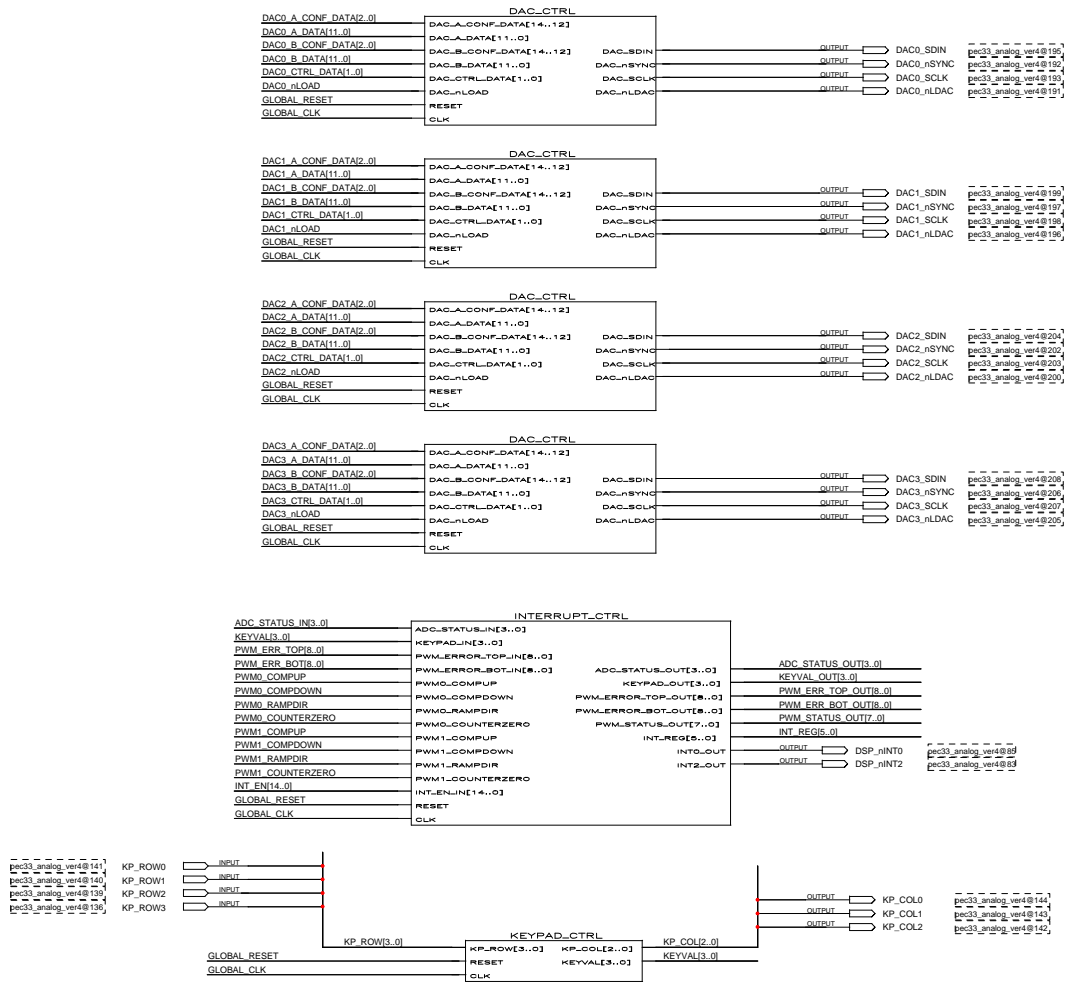 DAC_CTRL
DAC0_A_CONF_DATA[2..0] DAC_A_CONF_DATA[14..12]
DAC0_A_DATA[11..0] DAC_A_DATA[11..0]
DAC0_B_CONF_DATA[2..0] DAC_B_CONF_DATA[14..12] DAC_SDIN OUTPUT DAC0_SDIN pec33_analog_ver4@195
DAC0_B_DATA[11..0] DAC_B_DATA[11..0] DAC_nSYNC OUTPUT DAC0_nSYNC pec33_analog_ver4@192
DAC0_CTRL_DATA[1..0] DAC_CTRL_DATA[1..0] DAC_SCLK OUTPUT DAC0_SCLK pec33_analog_ver4@193
DAC0_nLOAD DAC_nLOAD DAC_nLDAC OUTPUT DAC0_nLDAC pec33_analog_ver4@191
GLOBAL_RESET RESET
GLOBAL_CLK CLK
DAC_CTRL
DAC1_A_CONF_DATA[2..0] DAC_A_CONF_DATA[14..12]
DAC1_A_DATA[11..0] DAC_A_DATA[11..0]
DAC1_B_CONF_DATA[2..0] DAC_B_CONF_DATA[14..12] DAC_SDIN OUTPUT DAC1_SDIN pec33_analog_ver4@199
DAC1_B_DATA[11..0] DAC_B_DATA[11..0] DAC_nSYNC OUTPUT DAC1_nSYNC pec33_analog_ver4@197
DAC1_CTRL_DATA[1..0] DAC_CTRL_DATA[1..0] DAC_SCLK OUTPUT DAC1_SCLK pec33_analog_ver4@198
DAC1_nLOAD DAC_nLOAD DAC_nLDAC OUTPUT DAC1_nLDAC pec33_analog_ver4@196
GLOBAL_RESET RESET
GLOBAL_CLK CLK
DAC_CTRL
DAC2_A_CONF_DATA[2..0] DAC_A_CONF_DATA[14..12]
DAC2_A_DATA[11..0] DAC_A_DATA[11..0]
DAC2_B_CONF_DATA[2..0] DAC_B_CONF_DATA[14..12] DAC_SDIN OUTPUT DAC2_SDIN pec33_analog_ver4@204
DAC2_B_DATA[11..0] DAC_B_DATA[11..0] DAC_nSYNC OUTPUT DAC2_nSYNC pec33_analog_ver4@202
DAC2_CTRL_DATA[1..0] DAC_CTRL_DATA[1..0] DAC_SCLK OUTPUT DAC2_SCLK pec33_analog_ver4@203
DAC2_nLOAD DAC_nLOAD DAC_nLDAC OUTPUT DAC2_nLDAC pec33_analog_ver4@200
GLOBAL_RESET RESET
GLOBAL_CLK CLK
DAC_CTRL
DAC3_A_CONF_DATA[2..0] DAC_A_CONF_DATA[14..12]
DAC3_A_DATA[11..0] DAC_A_DATA[11..0]
DAC3_B_CONF_DATA[2..0] DAC_B_CONF_DATA[14..12] DAC_SDIN OUTPUT DAC3_SDIN pec33_analog_ver4@208
DAC3_B_DATA[11..0] DAC_B_DATA[11..0] DAC_nSYNC OUTPUT DAC3_nSYNC pec33_analog_ver4@206
DAC3_CTRL_DATA[1..0] DAC_CTRL_DATA[1..0] DAC_SCLK OUTPUT DAC3_SCLK pec33_analog_ver4@207
DAC3_nLOAD DAC_nLOAD DAC_nLDAC OUTPUT DAC3_nLDAC pec33_analog_ver4@205
GLOBAL_RESET RESET
GLOBAL_CLK CLK
INTERRUPT_CTRL
ADC_STATUS_IN[3..0] ADC_STATUS_IN[3..0]
KEYVAL[3..0] KEYPAD_IN[3..0]
PWM_ERR_TOP[8..0] PWM_ERROR_TOP_IN[8..0]
PWM_ERR_BOT[8..0] PWM_ERROR_BOT_IN[8..0] ADC_STATUS_OUT[3..0] ADC_STATUS_OUT[3..0]
PWM0_COMPUP PWM0_COMPUP KEYPAD_OUT[3..0] KEYVAL_OUT[3..0]
PWM0_COMPDOWN PWM0_COMPDOWN PWM_ERROR_TOP_OUT[8..0] PWM_ERR_TOP_OUT[8..0]
PWM0_RAMPDIR PWM0_RAMPDIR PWM_ERROR_BOT_OUT[8..0] PWM_ERR_BOT_OUT[8..0]
PWM0_COUNTERZERO PWM0_COUNTERZERO PWM_STATUS_OUT[7..0] PWM_STATUS_OUT[7..0]
PWM1_COMPUP PWM1_COMPUP INT_REG[5..0] INT_REG[5..0]
PWM1_COMPDOWN PWM1_COMPDOWN INT0_OUT OUTPUT DSP_nINT0 pec33_analog_ver4@85
PWM1_RAMPDIR PWM1_RAMPDIR INT2_OUT OUTPUT DSP_nINT2 pec33_analog_ver4@83
PWM1_COUNTERZERO PWM1_COUNTERZERO
INT_EN[14..0] INT_EN_IN[14..0]
GLOBAL_RESET RESET
GLOBAL_CLK CLK
pec33_analog_ver4@141 KP_ROW0 INPUT
pec33_analog_ver4@140 KP_ROW1 INPUT
pec33_analog_ver4@139 KP_ROW2 INPUT
pec33_analog_ver4@136 KP_ROW3 INPUT
OUTPUT KP_COL0 pec33_analog_ver4@144
OUTPUT KP_COL1 pec33_analog_ver4@143
OUTPUT KP_COL2 pec33_analog_ver4@142
KEYPAD_CTRL
KP_ROW[3..0] KP_ROW[3..0] KP_COL[2..0] KP_COL[2..0]
GLOBAL_RESET RESET KEYVAL[3..0] KEYVAL[3..0]
GLOBAL_CLK CLK